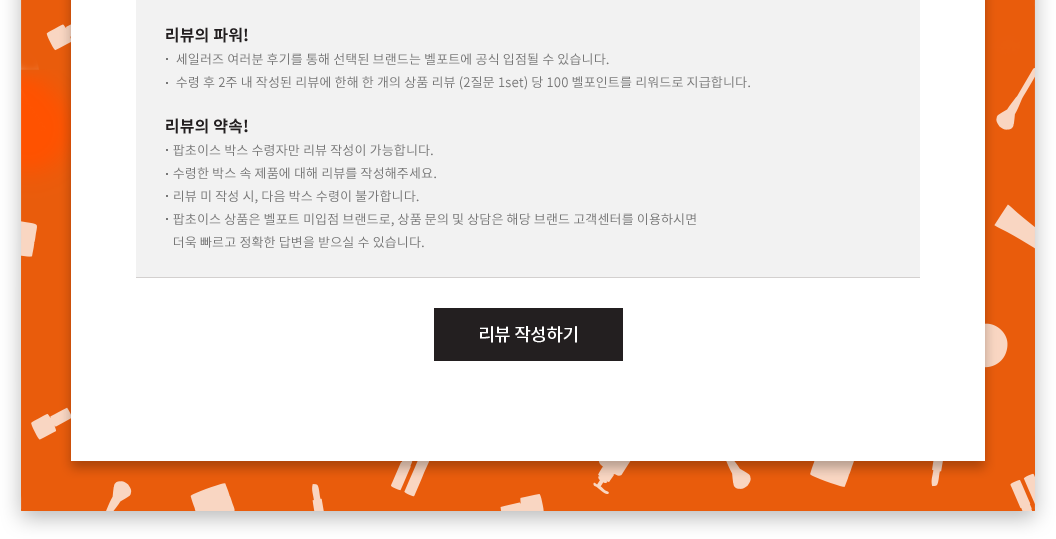 리뷰의 파워!
· 세일러즈 여러분 후기를 통해 선택된 브랜드는 벨포트에 공식 입점될 수 있습니다.
· 수령 후 2주 내 작성된 리뷰에 한해 한 개의 상품 리뷰 (2질문 1set) 당 100 벨포인트를 리워드로 지급합니다.
리뷰의 약속!
· 팝초이스 박스 수령자만 리뷰 작성이 가능합니다.
· 수령한 박스 속 제품에 대해 리뷰를 작성해주세요.
· 리뷰 미 작성 시, 다음 박스 수령이 불가합니다.
· 팝초이스 상품은 벨포트 미입점 브랜드로, 상품 문의 및 상담은 해당 브랜드 고객센터를 이용하시면
더욱 빠르고 정확한 답변을 받으실 수 있습니다.
리뷰 작성하기